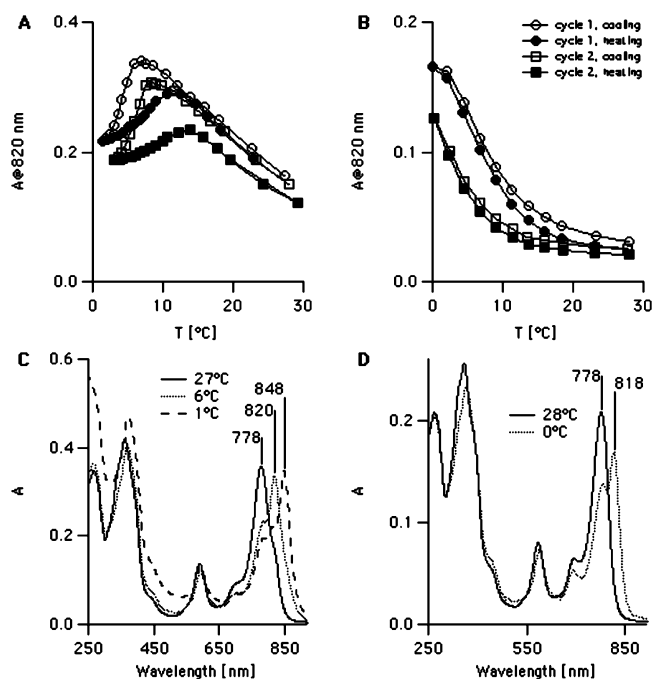 A
0.4
0.2
0.0
A@820 nm
0
10
20
30
T [°C]
B
0.2
0.1
0.0
A@820 nm
0
10
20
30
T [°C]
cycle 1, cooling
cycle 1, heating
cycle 2, cooling
cycle 2, heating
C
0.6
0.4
0.2
0.0
A
27°C
6°C
1°C
848
820
778
250
450
650
850
Wavelength [nm]
D
0.2
0.1
0.0
A
778
818
28°C
0°C
250
450
650
850
Wavelength [nm]